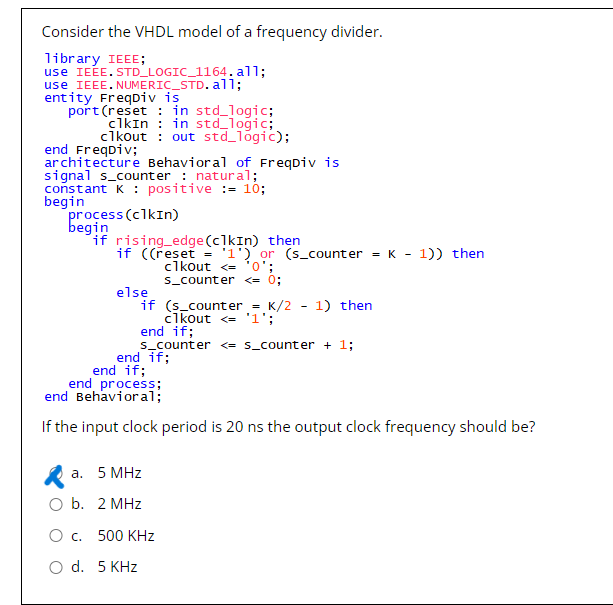 Consider the VHDL model of a frequency divider.
library IEEE;
use IEEE.STD_LOGIC_1164.all;
use IEEE.NUMERIC_STD.all;
entity FreqDiv is
port(reset : in std_logic;
clkIn : in std_logic;
clkOut : out std_logic);
end FreqDiv;
architecture Behavioral of FreqDiv is
signal s_counter : natural;
constant K : positive := 10;
begin
process(clkIn)
begin
if rising_edge(clkIn) then
if ((reset = '1') or (s_counter = K - 1)) then
clkOut <= '0';
s_counter <= 0;
else
if (s_counter = K/2 - 1) then
clkOut <= '1';
end if;
s_counter <= s_counter + 1;
end if;
end if;
end process;
end Behavioral;
If the input clock period is 20 ns the output clock frequency should be?
a. 5 MHz
b. 2 MHz
c. 500 KHz
d. 5 KHz